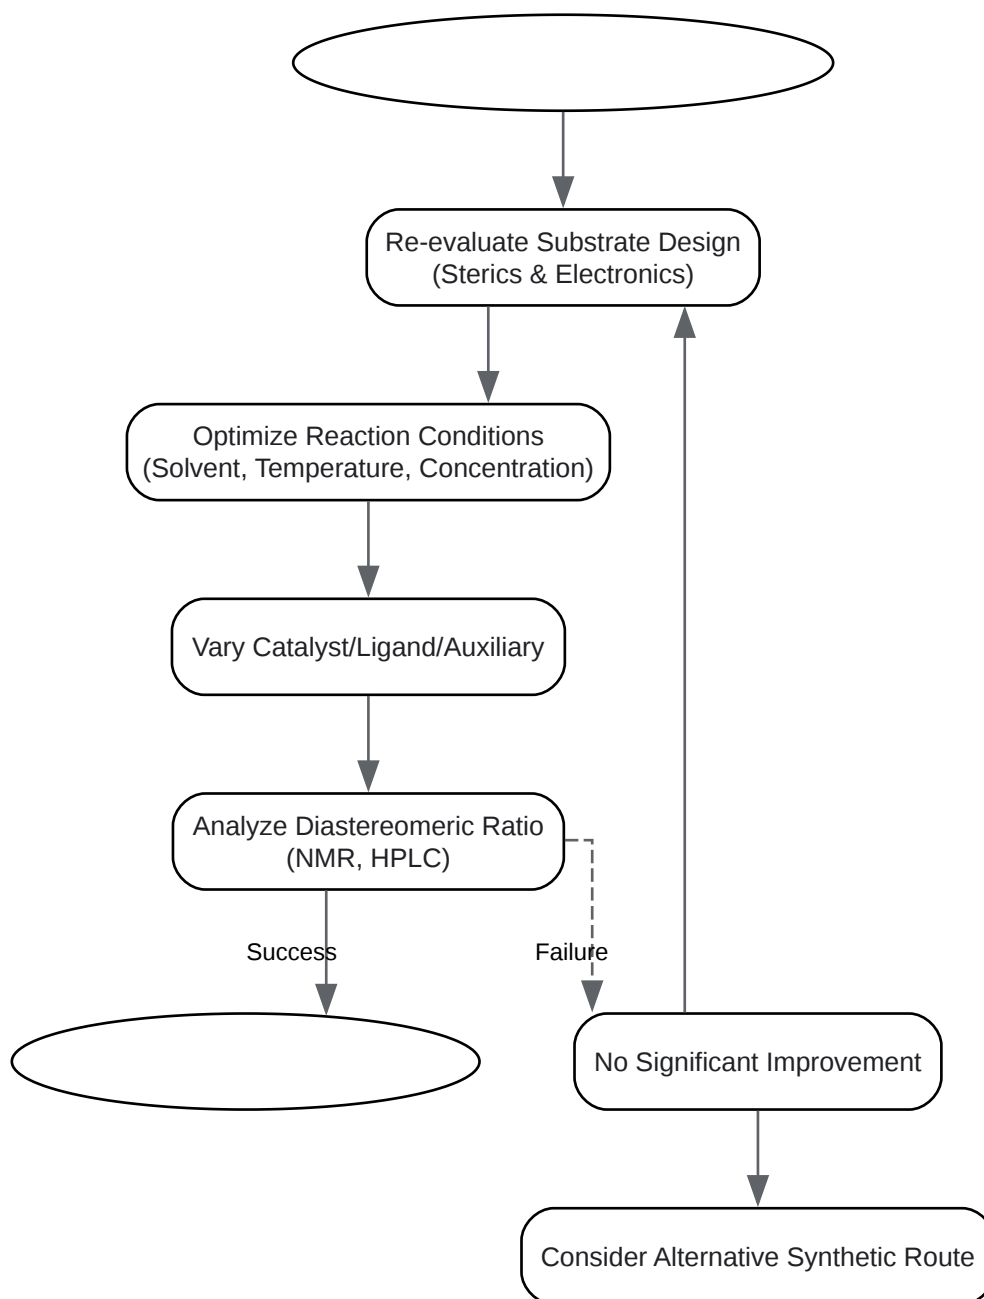 Re-evaluate Substrate Design
(Sterics & Electronics)
Optimize Reaction Conditions
(Solvent, Temperature, Concentration)
Vary Catalyst/Ligand/Auxiliary
Analyze Diastereomeric Ratio
(NMR, HPLC)
Success
Failure
No Significant Improvement
Consider Alternative Synthetic Route